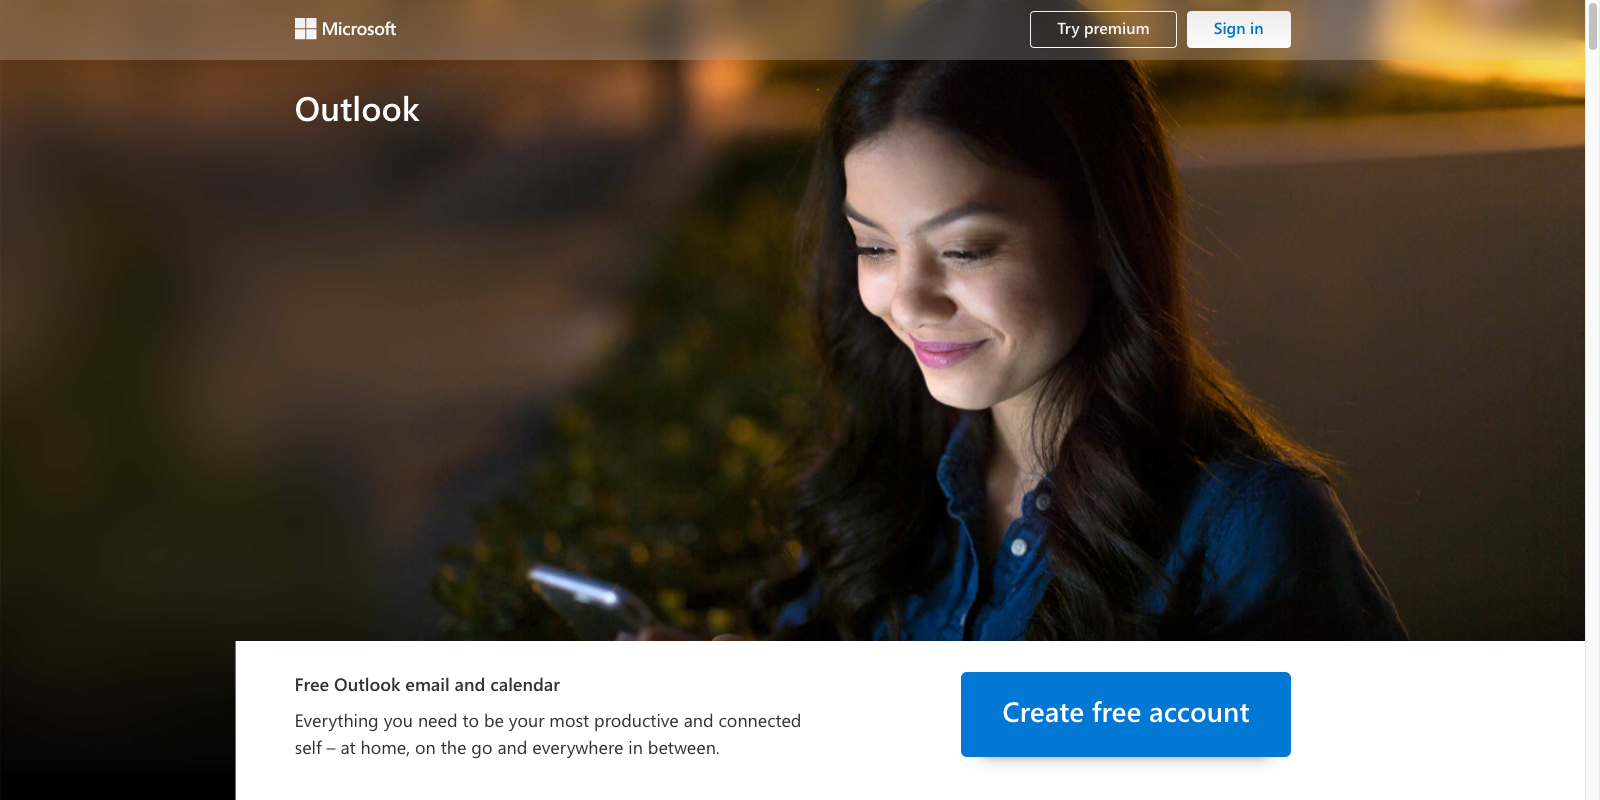 Microsoft
Try premium
Sign in
Outlook
Free Outlook email and calendar
Everything you need to be your most productive and connected
self – at home, on the go and everywhere in between.
Create free account